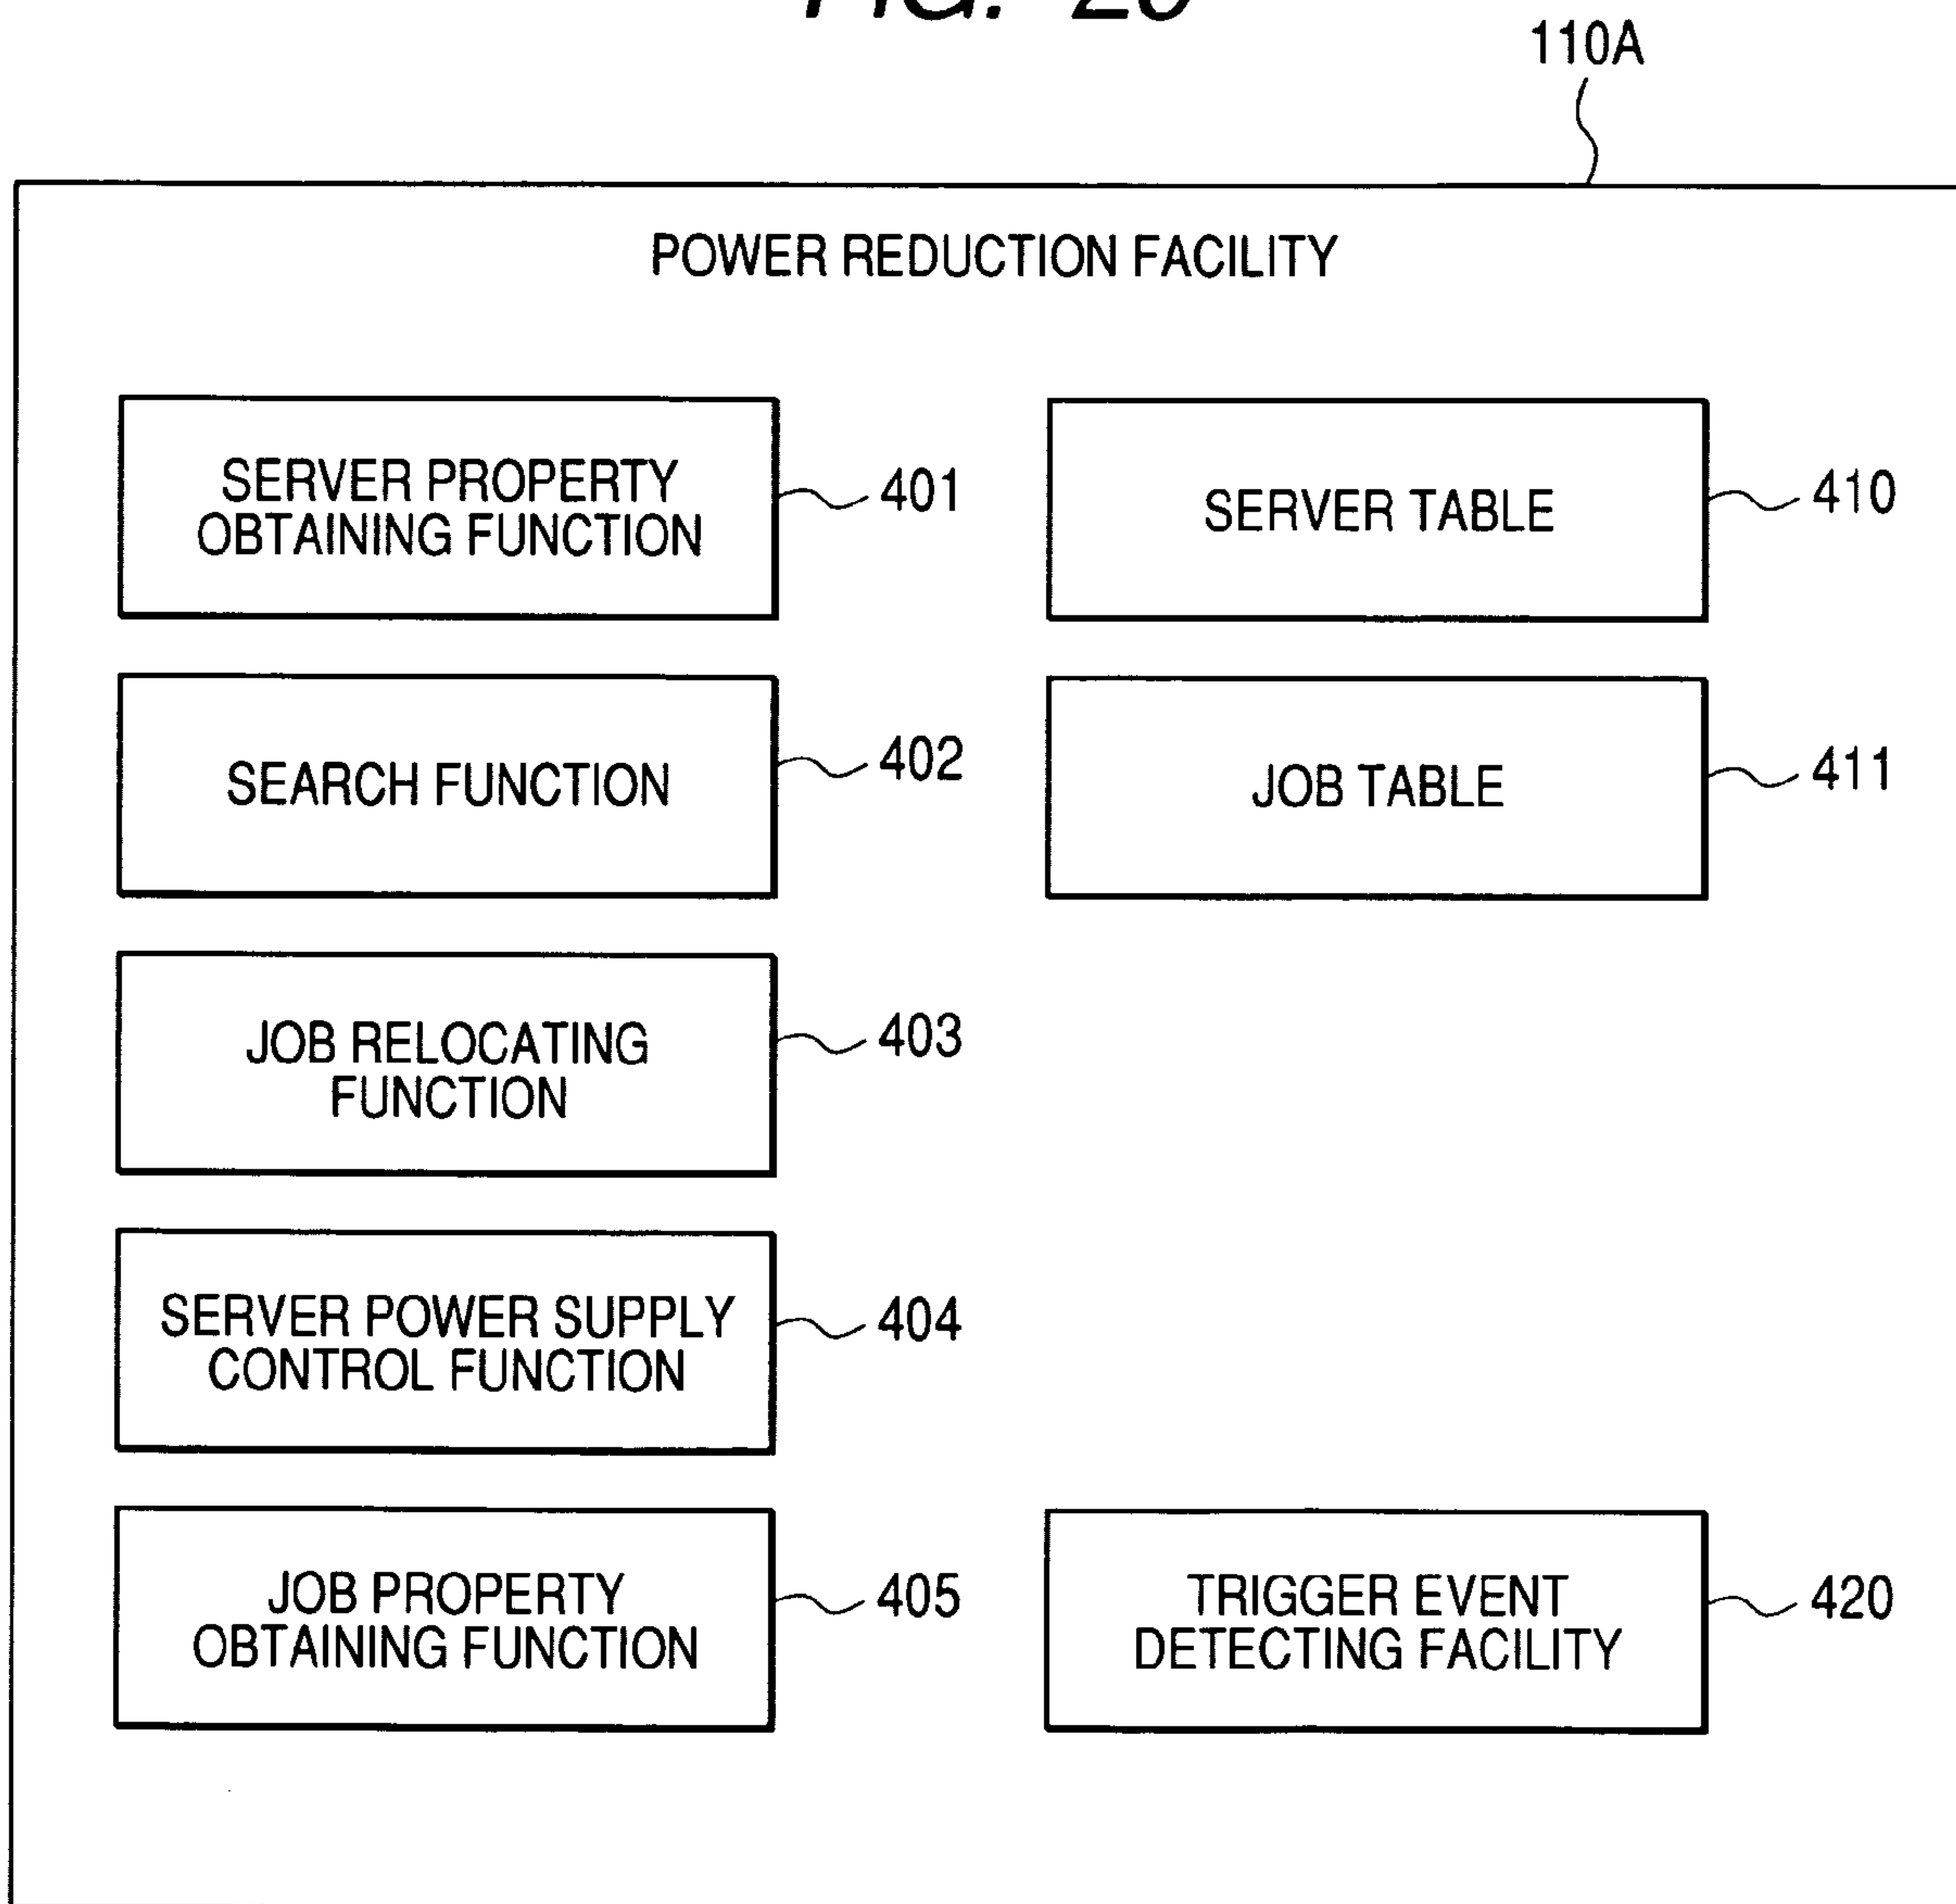 110A
POWER REDUCTION FACILITY
SERVER PROPERTY
OBTAINING FUNCTION
401
SERVER TABLE
410
SEARCH FUNCTION
402
JOB TABLE
411
JOB RELOCATING
FUNCTION
403
SERVER POWER SUPPLY
CONTROL FUNCTION
404
JOB PROPERTY
OBTAINING FUNCTION
405
TRIGGER EVENT
DETECTING FACILITY
420